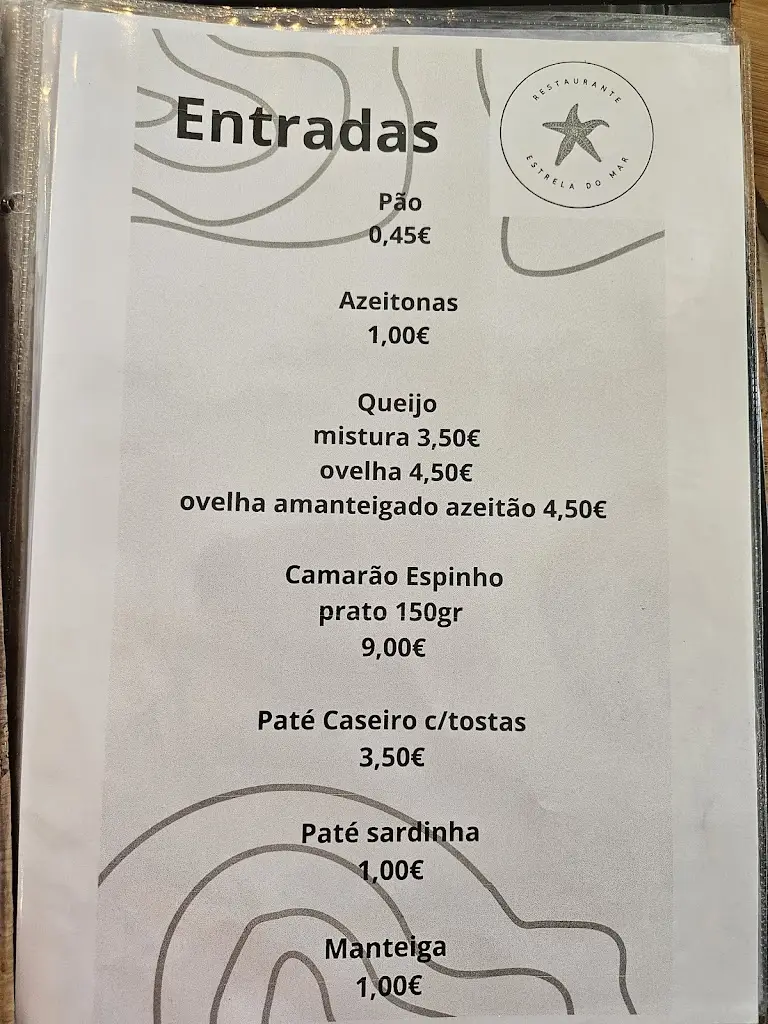 Entradas
RESTAURANTE
ESTRELA DO MAR
Pão
0,45€
Azeitonas
1,00€
Queijo
mistura 3,50€
ovelha 4,50€
ovelha amanteigado azeitão 4,50€
Camarão Espinho
prato 150gr
9,00€
Paté Caseiro c/tostas
3,50€
Paté sardinha
1,00€
Manteiga
1,00€